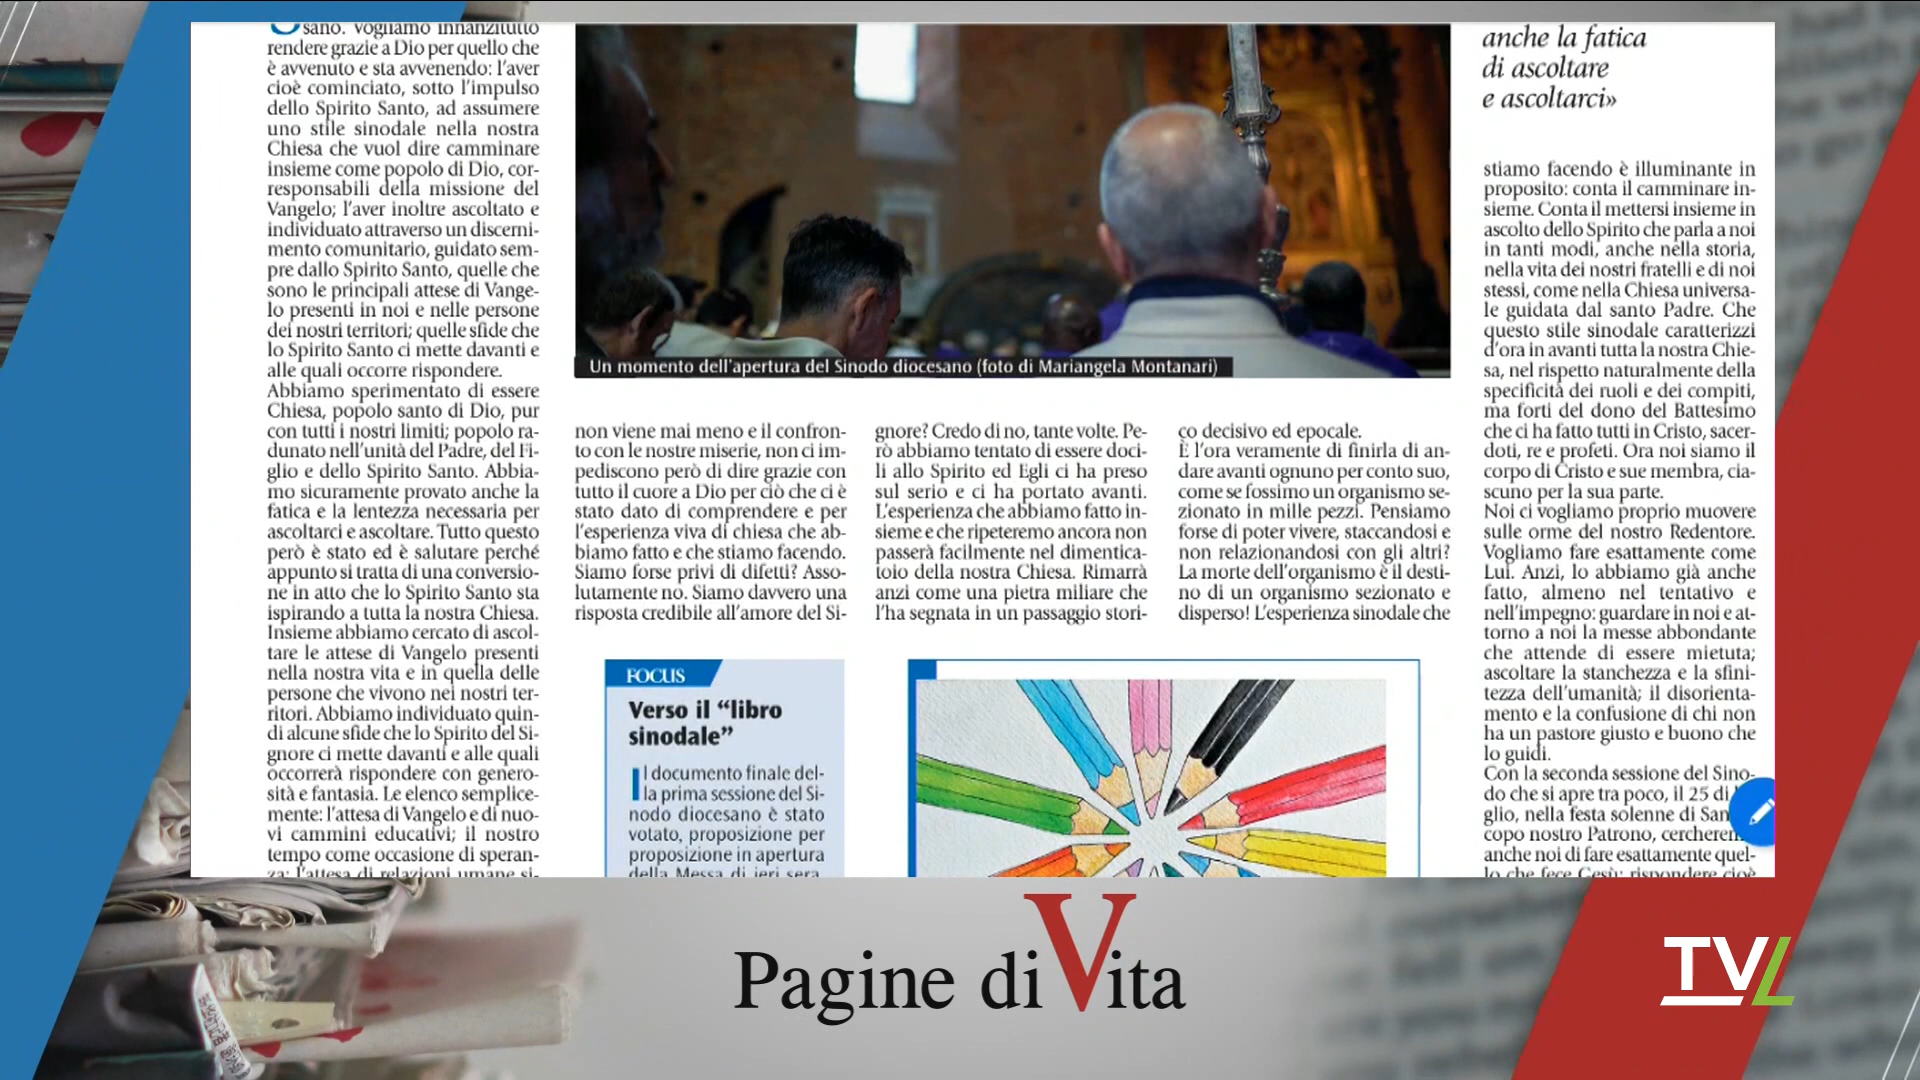 sano. Vogliamo innanzitutto
rendere grazie a Dio per quello che
è avvenuto e sta avvenendo: l'aver
cioè cominciato, sotto l'impulso
dello Spirito Santo, ad assumere
uno stile sinodale nella nostra
Chiesa che vuol dire camminare
insieme come popolo di Dio, cor-
responsabili della missione del
Vangelo; l'aver inoltre ascoltato e
individuato attraverso un discerni-
mento comunitario, guidato sem-
pre dallo Spirito Santo, quelle che
sono le principali attese di Vange-
lo presenti in noi e nelle persone
dei nostri territori; quelle sfide che
lo Spirito Santo ci mette davanti e
alle quali occorre rispondere.
Abbiamo sperimentato di essere
Chiesa, popolo santo di Dio, pur
con tutti i nostri limiti; popolo ra-
dunato nell'unità del Padre, del Fi-
glio e dello Spirito Santo. Abbia-
mo sicuramente provato anche la
fatica e la lentezza necessaria per
ascoltarci e ascoltare. Tutto questo
però è stato ed è salutare perché
appunto si tratta di una conversio-
ne in atto che lo Spirito Santo sta
ispirando a tutta la nostra Chiesa.
Insieme abbiamo cercato di ascol-
tare le attese di Vangelo presenti
nella nostra vita e in quella delle
persone che vivono nei nostri ter-
ritori. Abbiamo individuato quin-
di alcune sfide che lo Spirito del Si-
gnore ci mette davanti e alle quali
occorrerà rispondere con genero-
sità e fantasia. Le elenco semplice-
mente: l'attesa di Vangelo e di nuo-
vi cammini educativi; il nostro
tempo come occasione di speran-
za; l'attesa di relazioni umane si-
Un momento dell'apertura del Sinodo diocesano (foto di Mariangela Montanari)
non viene mai meno e il confron-
to con le nostre miserie, non ci im-
pediscono però di dire grazie con
tutto il cuore a Dio per ciò che ci è
stato dato di comprendere e per
l'esperienza viva di chiesa che ab-
biamo fatto e che stiamo facendo.
Siamo forse privi di difetti? Asso-
lutamente no. Siamo davvero una
risposta credibile all'amore del Si-
gnore? Credo di no, tante volte. Pe-
rò abbiamo tentato di essere doci-
li allo Spirito ed Egli ci ha preso
sul serio e ci ha portato avanti.
L'esperienza che abbiamo fatto in-
sieme e che ripeteremo ancora non
passerà facilmente nel dimentica-
toio della nostra Chiesa. Rimarrà
anzi come una pietra miliare che
l'ha segnata in un passaggio stori-
co decisivo ed epocale.
È l'ora veramente di finirla di an-
dare avanti ognuno per conto suo,
come se fossimo un organismo se-
zionato in mille pezzi. Pensiamo
forse di poter vivere, staccandosi e
non relazionandosi con gli altri?
La morte dell'organismo è il desti-
no di un organismo sezionato e
disperso! L'esperienza sinodale che
anche la fatica
di ascoltare
e ascoltarci»
stiamo facendo è illuminante in
proposito: conta il camminare in-
sieme. Conta il mettersi insieme in
ascolto dello Spirito che parla a noi
in tanti modi, anche nella storia,
nella vita dei nostri fratelli e di noi
stessi, come nella Chiesa universa-
le guidata dal santo Padre. Che
questo stile sinodale caratterizzi
d'ora in avanti tutta la nostra Chie-
sa, nel rispetto naturalmente della
specificità dei ruoli e dei compiti,
ma forti del dono del Battesimo
che ci ha fatto tutti in Cristo, sacer-
doti, re e profeti. Ora noi siamo il
corpo di Cristo e sue membra, cia-
scuno per la sua parte.
Noi ci vogliamo proprio muovere
sulle orme del nostro Redentore.
Vogliamo fare esattamente come
Lui. Anzi, lo abbiamo già anche
fatto, almeno nel tentativo e
nell'impegno: guardare in noi e at-
torno a noi la messe abbondante
che attende di essere mietuta;
ascoltare la stanchezza e la sfini-
tezza dell'umanità; il disorienta-
mento e la confusione di chi non
ha un pastore giusto e buono che
lo guidi.
Con la seconda sessione del Sino-
do che si apre tra poco, il 25 di
glio, nella festa solenne di San
copo nostro Patrono, cercherem
anche noi di fare esattamente quel-
lo che fece Gesù: rispondere cioè
FOCUS
Verso il “libro
sinodale”
Il documento finale del-
la prima sessione del Si-
nodo diocesano è stato
votato, proposizione per
proposizione in apertura
della Messa di ieri sera.
Pagine di Vita
TVL